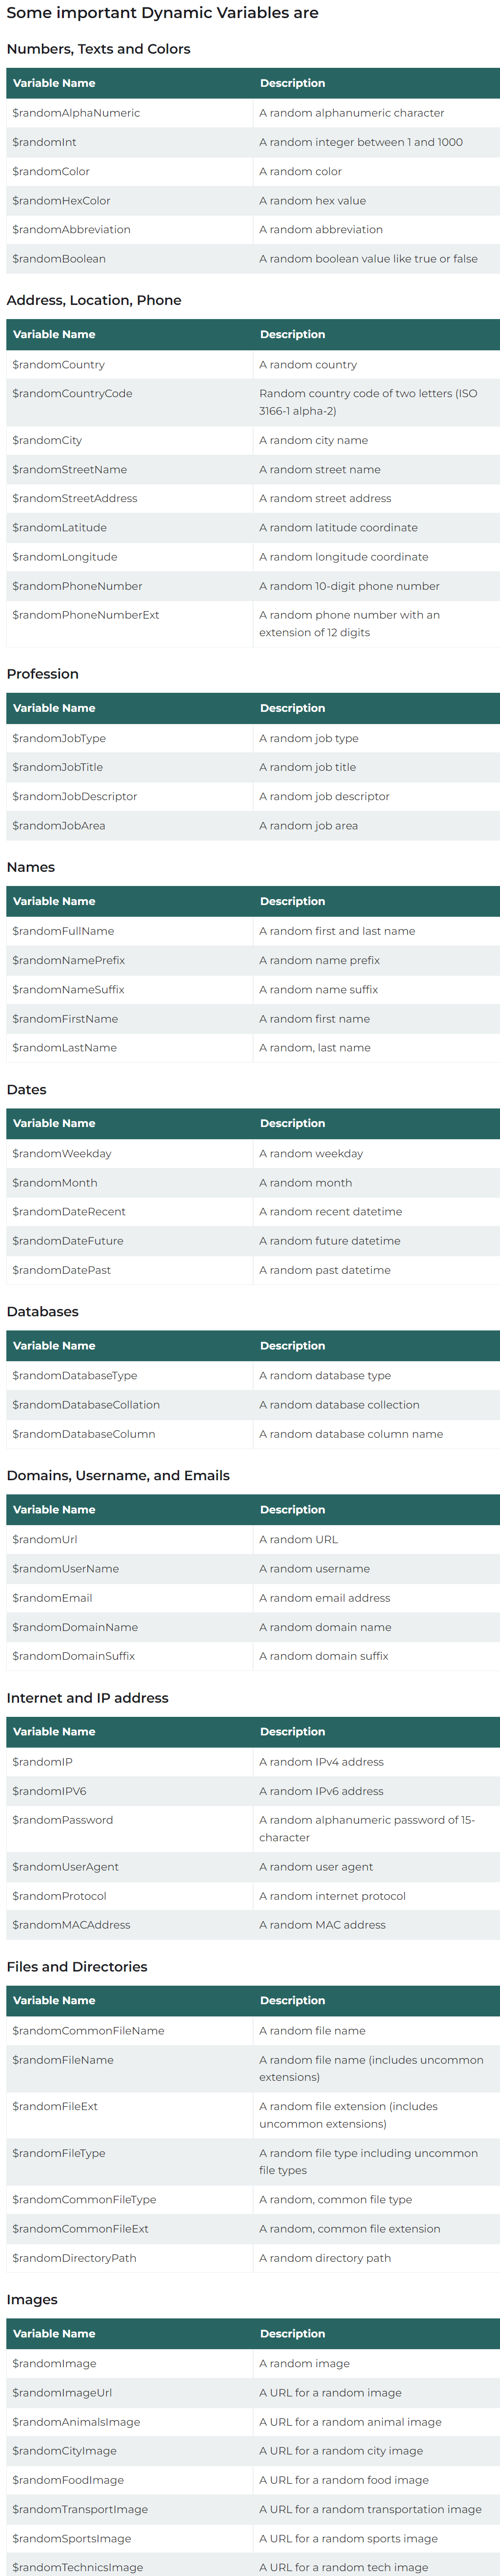 Some important Dynamic Variables are
Numbers, Texts and Colors
Variable Name Description
$randomAlphaNumeric A random alphanumeric character
$randomInt A random integer between 1 and 1000
$randomColor A random color
$randomHexColor A random hex value
$randomAbbreviation A random abbreviation
$randomBoolean A random boolean value like true or false
Address, Location, Phone
Variable Name Description
$randomCountry A random country
$randomCountryCode Random country code of two letters (ISO
3166-1 alpha-2)
$randomCity A random city name
$randomStreetName A random street name
$randomStreetAddress A random street address
$randomLatitude A random latitude coordinate
$randomLongitude A random longitude coordinate
$randomPhoneNumber A random 10-digit phone number
$randomPhoneNumberExt A random phone number with an
extension of 12 digits
Profession
Variable Name Description
$randomJobType A random job type
$randomJobTitle A random job title
$randomJobDescriptor A random job descriptor
$randomJobArea A random job area
Names
Variable Name Description
$randomFullName A random first and last name
$randomNamePrefix A random name prefix
$randomNameSuffix A random name suffix
$randomFirstName A random first name
$randomLastName A random, last name
Dates
Variable Name Description
$randomWeekday A random weekday
$randomMonth A random month
$randomDateRecent A random recent datetime
$randomDateFuture A random future datetime
$randomDatePast A random past datetime
Databases
Variable Name Description
$randomDatabaseType A random database type
$randomDatabaseCollation A random database collection
$randomDatabaseColumn A random database column name
Domains, Username, and Emails
Variable Name Description
$randomUrl A random URL
$randomUserName A random username
$randomEmail A random email address
$randomDomainName A random domain name
$randomDomainSuffix A random domain suffix
Internet and IP address
Variable Name Description
$randomIP A random IPv4 address
$randomIPV6 A random IPv6 address
$randomPassword A random alphanumeric password of 15-
character
$randomUserAgent A random user agent
$randomProtocol A random internet protocol
$randomMACAddress A random MAC address
Files and Directories
Variable Name Description
$randomCommonFileName A random file name
$randomFileName A random file name (includes uncommon
extensions)
$randomFileExt A random file extension (includes
uncommon extensions)
$randomFileType A random file type including uncommon
file types
$randomCommonFileType A random, common file type
$randomCommonFileExt A random, common file extension
$randomDirectoryPath A random directory path
Images
Variable Name Description
$randomImage A random image
$randomImageUrl A URL for a random image
$randomAnimalsImage A URL for a random animal image
$randomCityImage A URL for a random city image
$randomFoodImage A URL for a random food image
$randomTransportImage A URL for a random transportation image
$randomSportsImage A URL for a random sports image
$randomTechnicsImage A URL for a random tech image